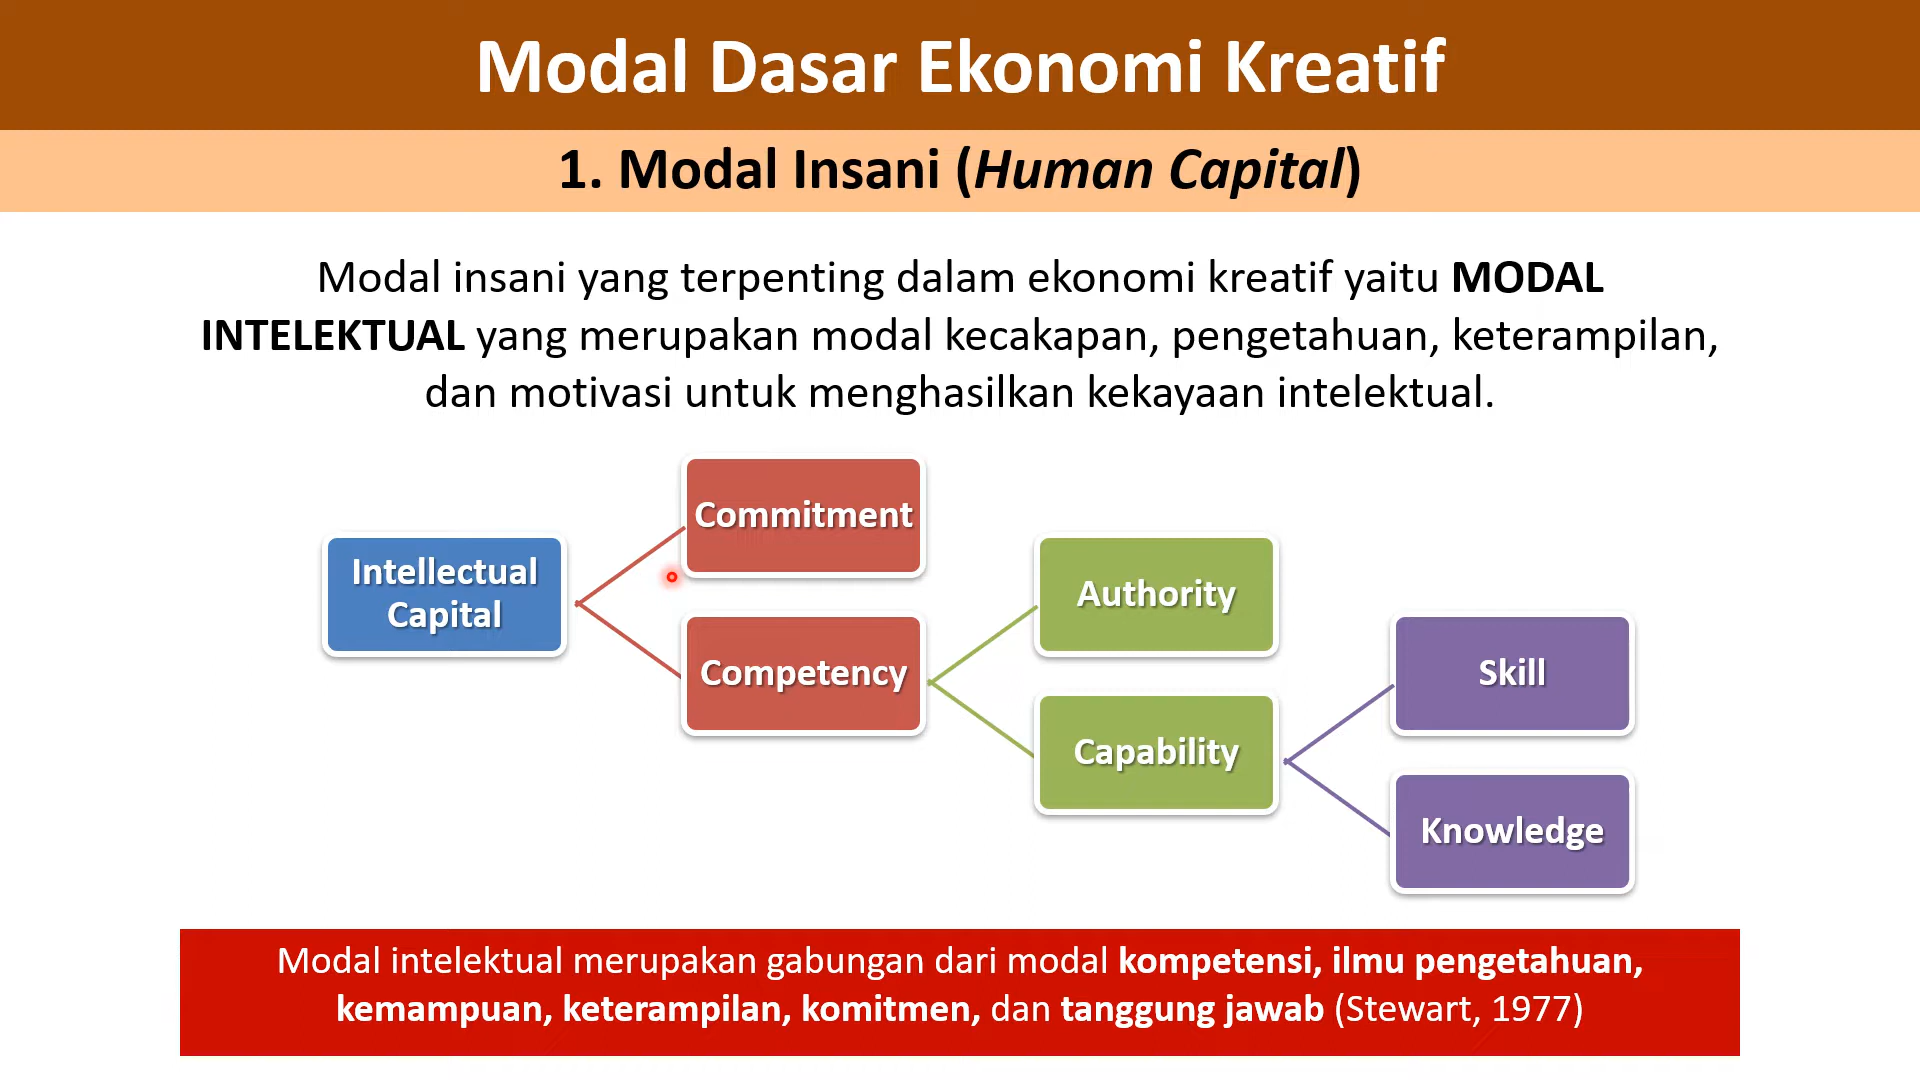 Modal Dasar Ekonomi Kreatif
1. Modal Insani (Human Capital)
Modal insani yang terpenting dalam ekonomi kreatif yaitu MODAL
INTELEKTUAL yang merupakan modal kecakapan, pengetahuan, keterampilan,
dan motivasi untuk menghasilkan kekayaan intelektual.
Intellectual
Capital
Commitment
Competency
Authority
Capability
Skill
Knowledge
Modal intelektual merupakan gabungan dari modal kompetensi, ilmu pengetahuan,
kemampuan, keterampilan, komitmen, dan tanggung jawab (Stewart, 1977)